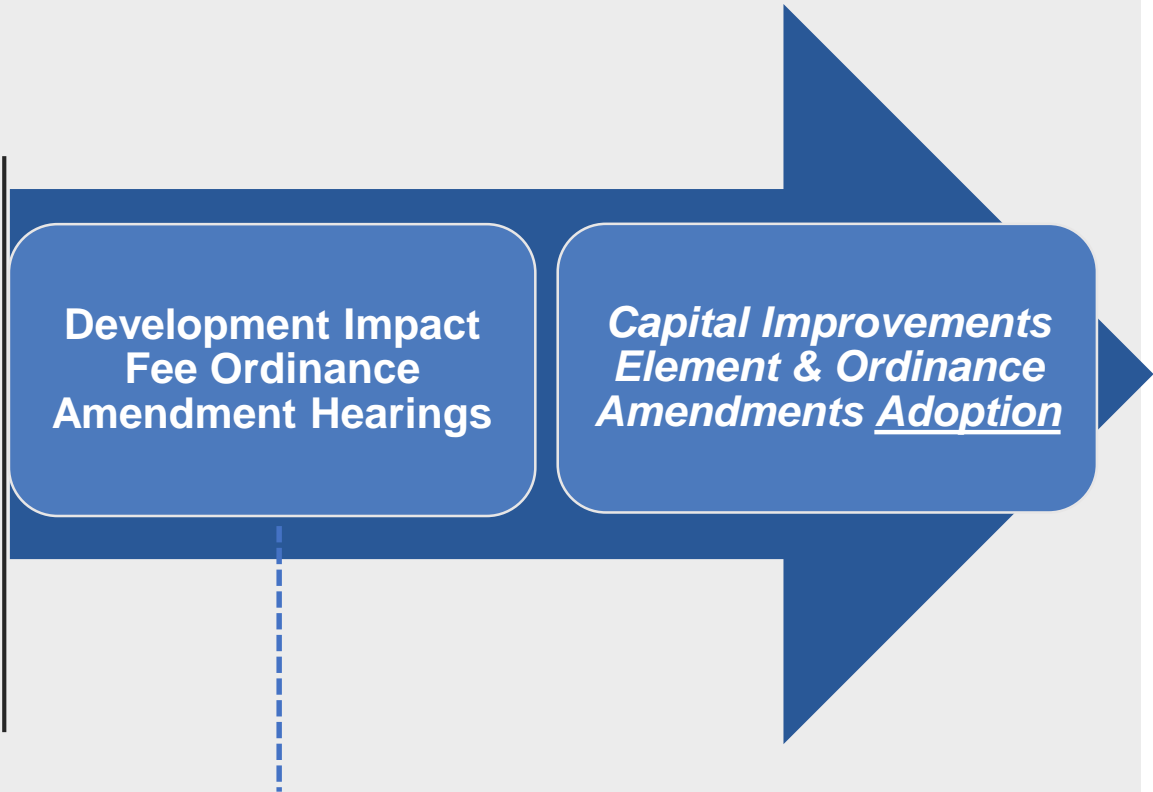 Development Impact
Fee Ordinance
Amendment Hearings
Capital Improvements
Element & Ordinance
Amendments Adoption